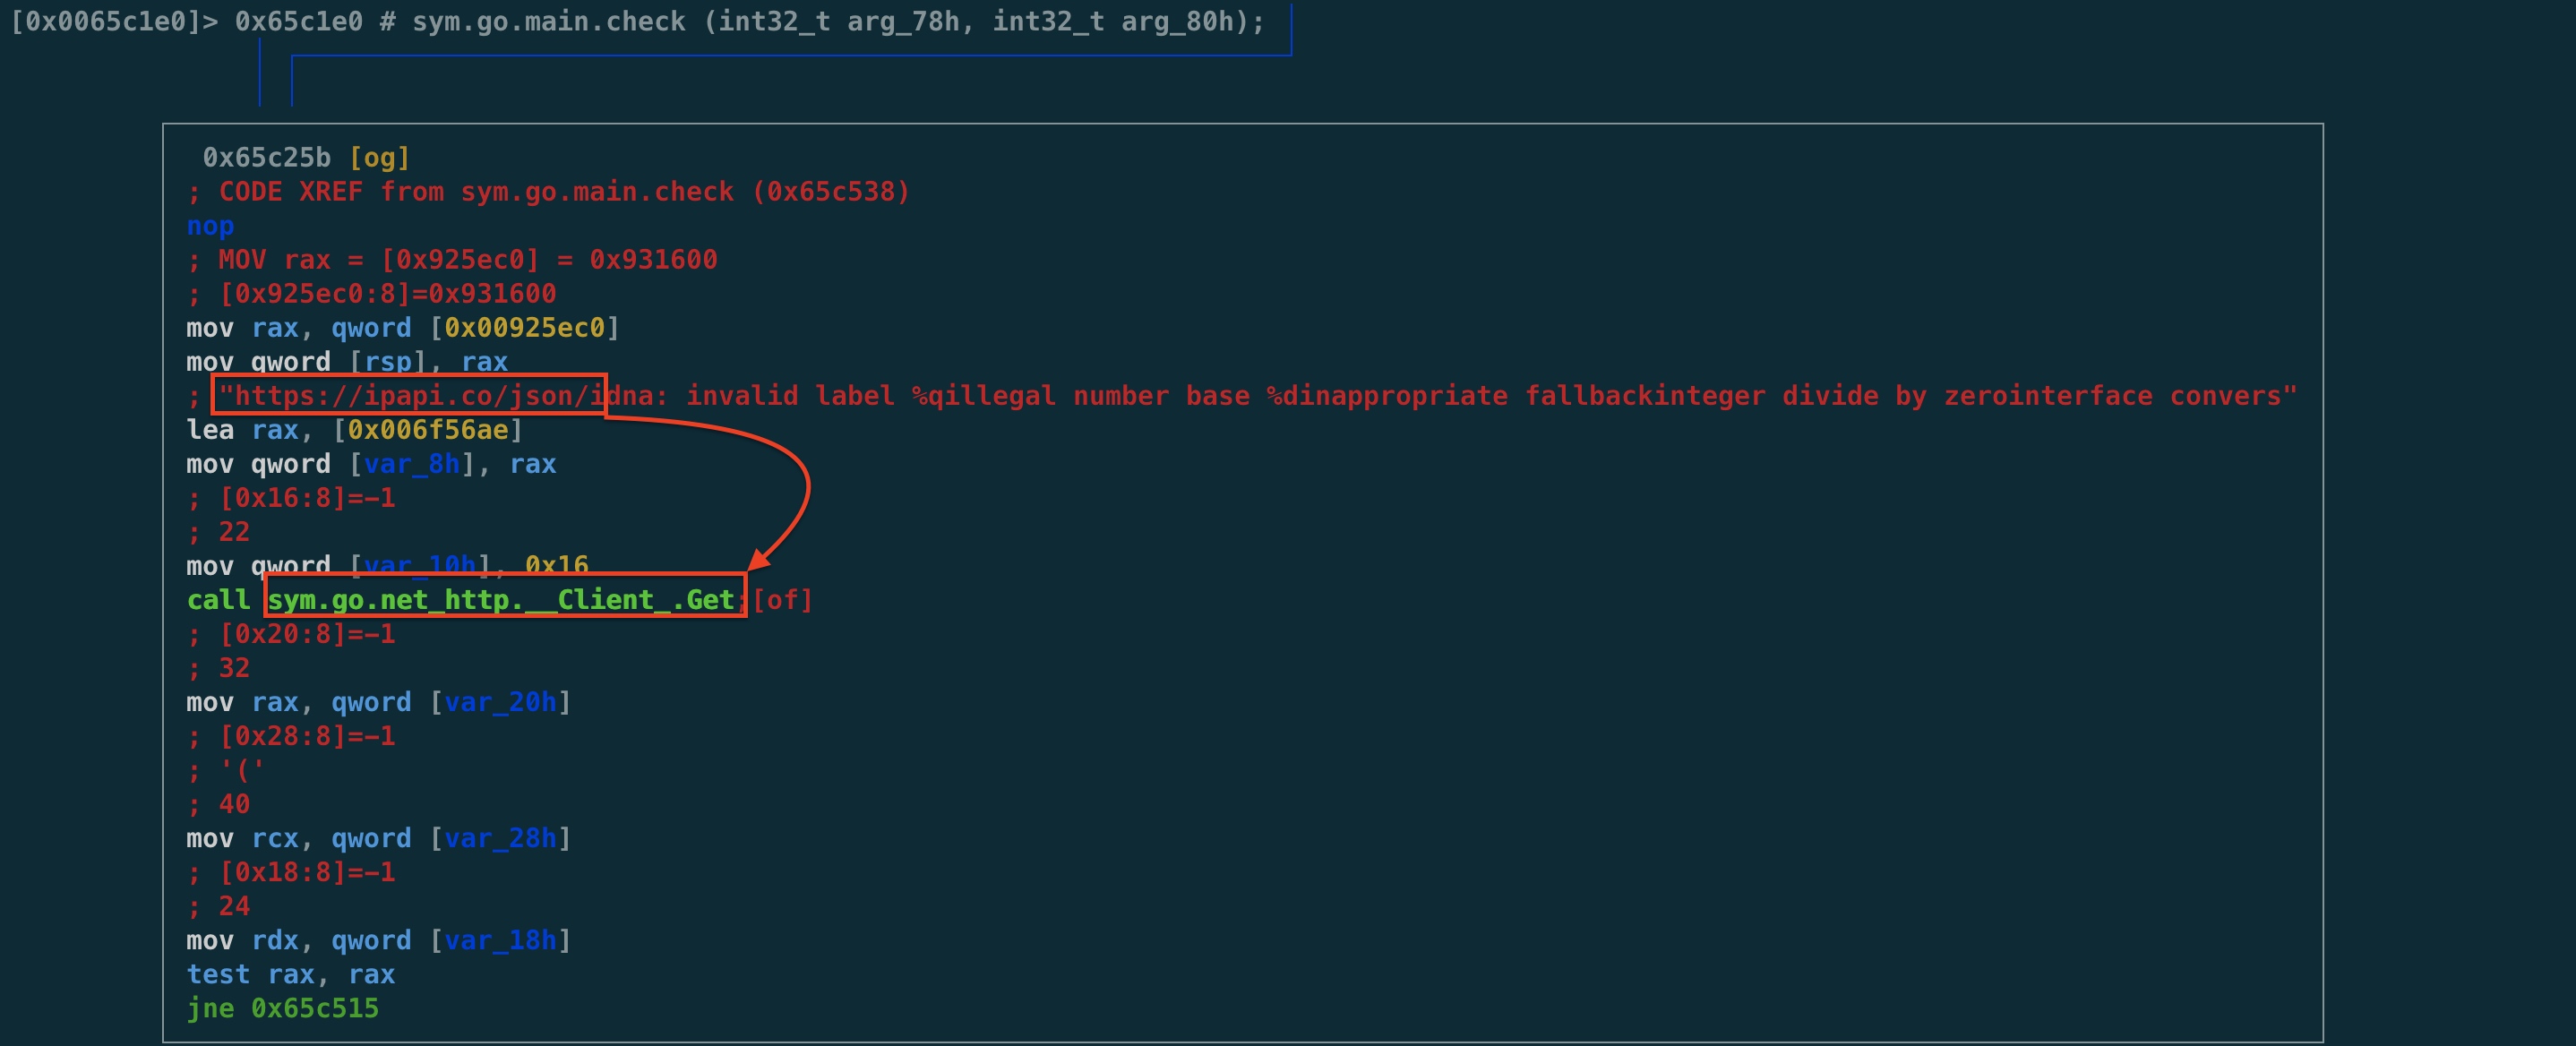 [0x0065c1e0]> 0x65c1e0 # sym.go.main.check (int32_t arg_78h, int32_t arg_80h);
0x65c25b [og]
; CODE XREF from sym.go.main.check (0x65c538)
nop
; MOV rax = [0x925ec0] = 0x931600
; [0x925ec0:8]=0x931600
mov rax, qword [0x00925ec0]
mov qword [rsp], rax
; "https://ipapi.co/json/idna: invalid label %qillegal number base %dinappropriate fallbackinteger divide by zerointerface convers"
lea rax, [0x006f56ae]
mov qword [var_8h], rax
; [0x16:8]=-1
; 22
mov qword [var_10h], 0x16
call sym.go.net_http.__Client_.Get;[of]
; [0x20:8]=-1
; 32
mov rax, qword [var_20h]
; [0x28:8]=-1
; '('
; 40
mov rcx, qword [var_28h]
; [0x18:8]=-1
; 24
mov rdx, qword [var_18h]
test rax, rax
jne 0x65c515